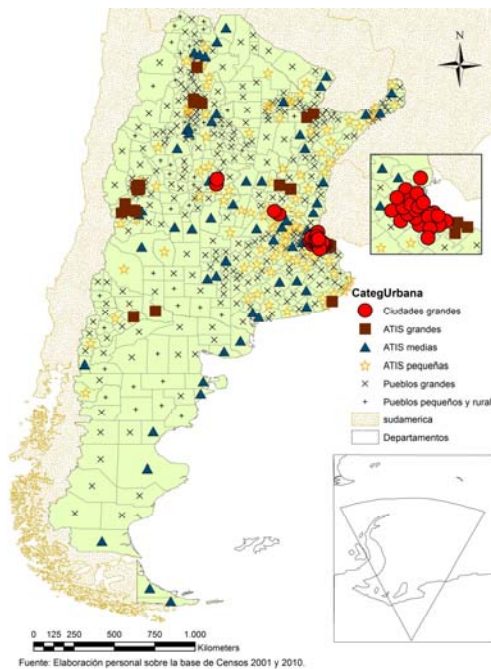 N
CategUrbana
Ciudades grandes
ATIS grandes
ATIS medias
ATIS pequeñas
Pueblos grandes
Pueblos pequeños y rural
sudamerica
Departamentos
0 125 250 500 750 1.000
Kilometers
Fuente: Elaboración personal sobre la base de Censos 2001 y 2010.